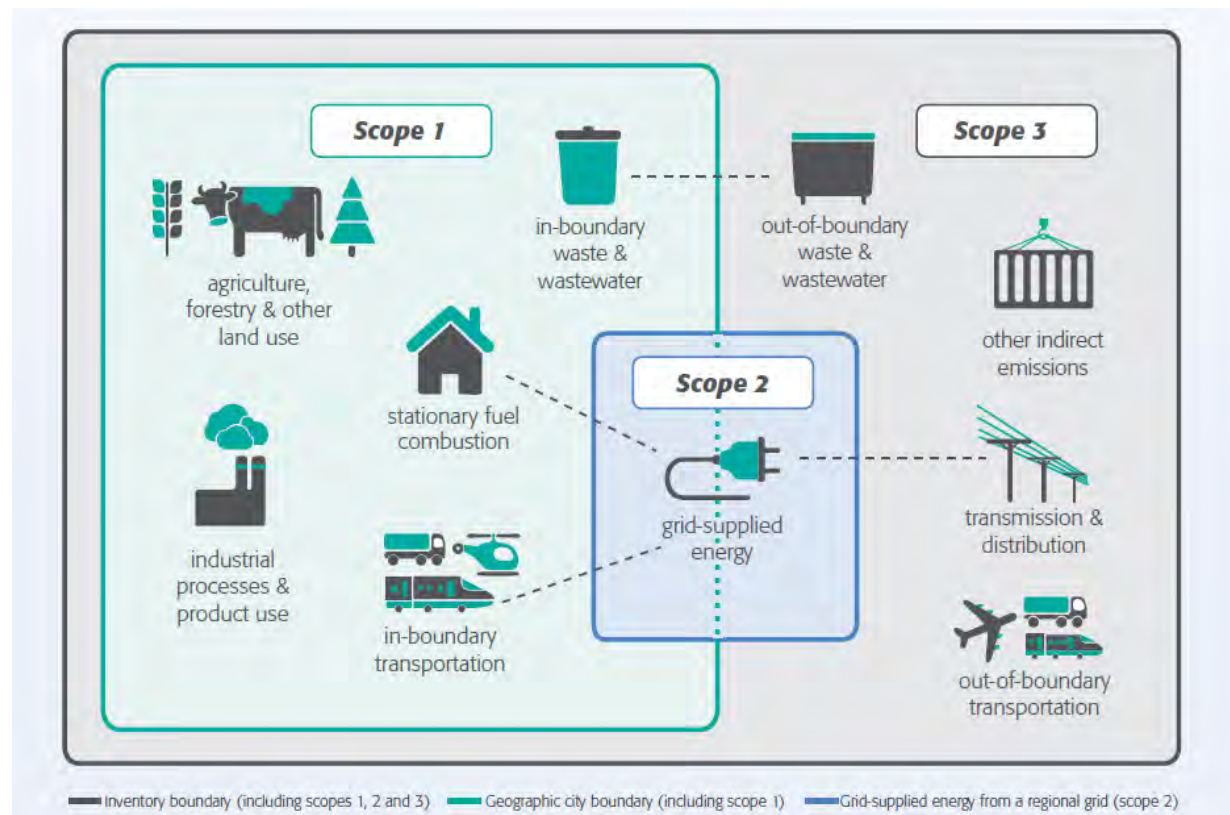 Scope 1
Scope 3
in-boundary
waste &
wastewater
out-of-boundary
waste &
wastewater
agriculture,
forestry & other
land use
other indirect
emissions
Scope 2
stationary fuel
combustion
grid-supplied
energy
transmission &
distribution
industrial
processes &
product use
in-boundary
transportation
out-of-boundary
transportation
Inventory boundary (including scopes 1, 2 and 3) Geographic city boundary (including scope 1) Grid-supplied energy from a regional grid (scope 2)